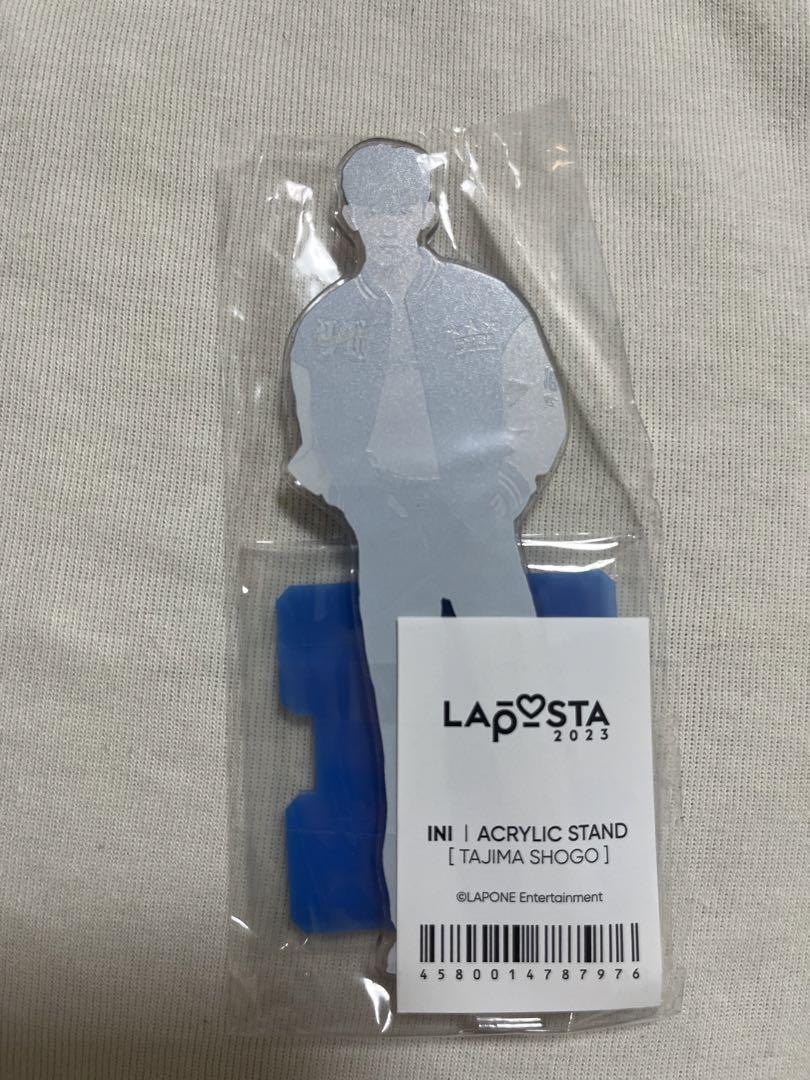 LAPOSTA
2023
INI | ACRYLIC STAND
[ TAJIMA SHOGO ]
©LAPONE Entertainment
4580014787976